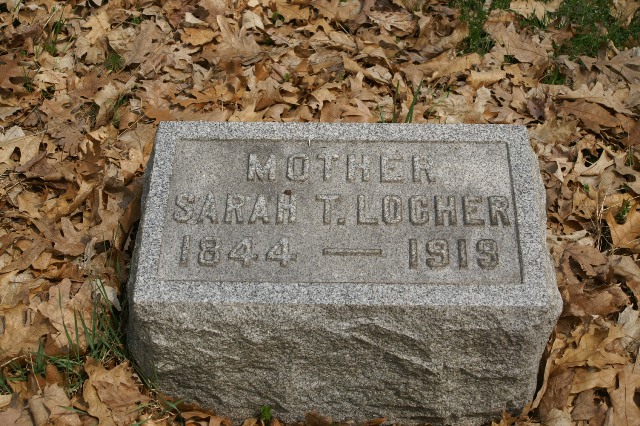 MOTHER
SARAH T. LOCHER
1844 — 1919